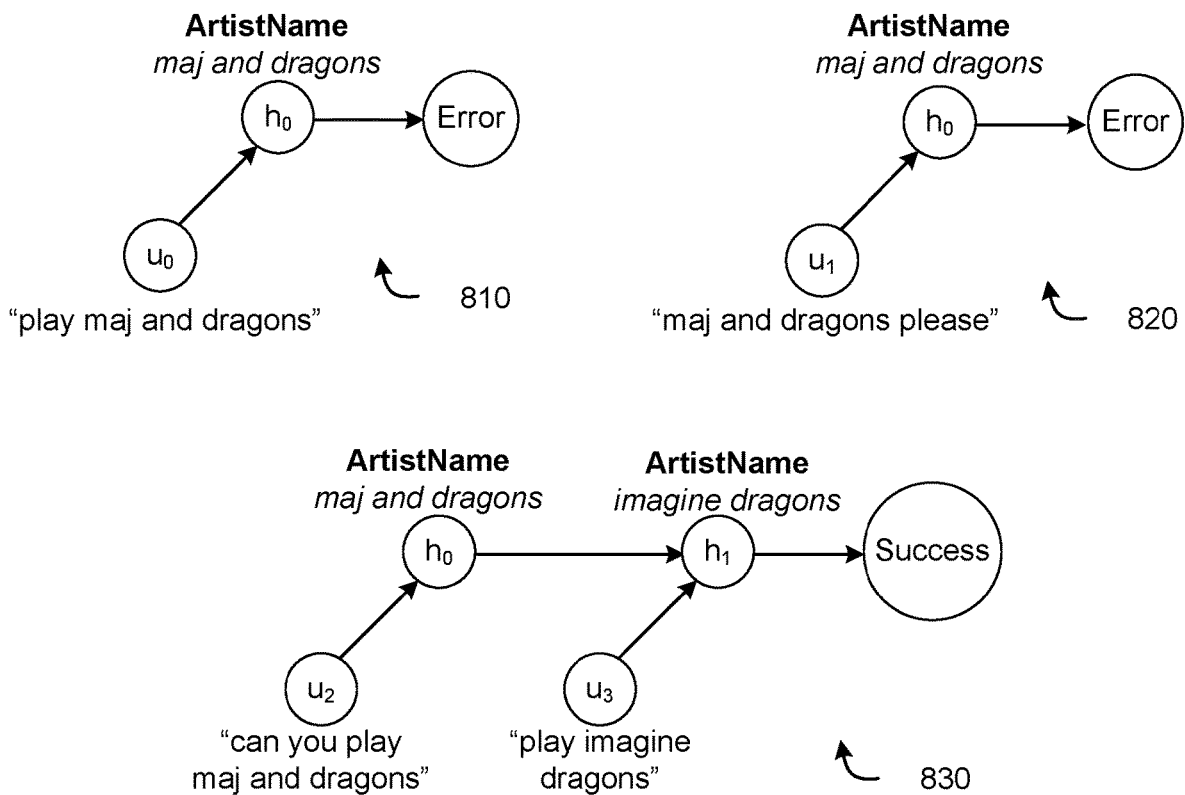 ArtistName
maj and dragons
h₀
Error
u₀
"play maj and dragons“
810
ArtistName
maj and dragons
h₀
Error
u₁
“maj and dragons please”
820
ArtistName
maj and dragons
h₀
ArtistName
imagine dragons
h₁
Success
u₂
“can you play
maj and dragons”
u₃
“play imagine
dragons”
830